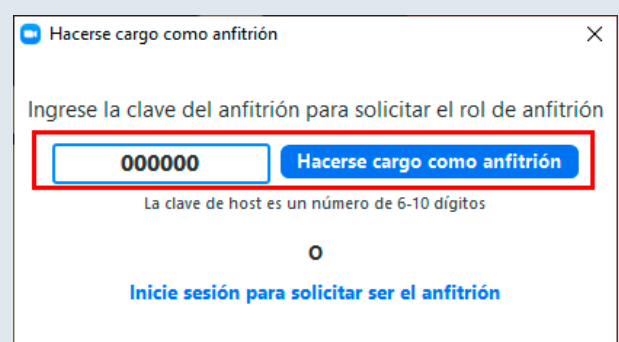 Hacerse cargo como anfitrión
Ingrese la clave del anfitrión para solicitar el rol de anfitrión
000000 Hacerse cargo como anfitrión
La clave de host es un número de 6-10 dígitos
O
Inicie sesión para solicitar ser el anfitrión